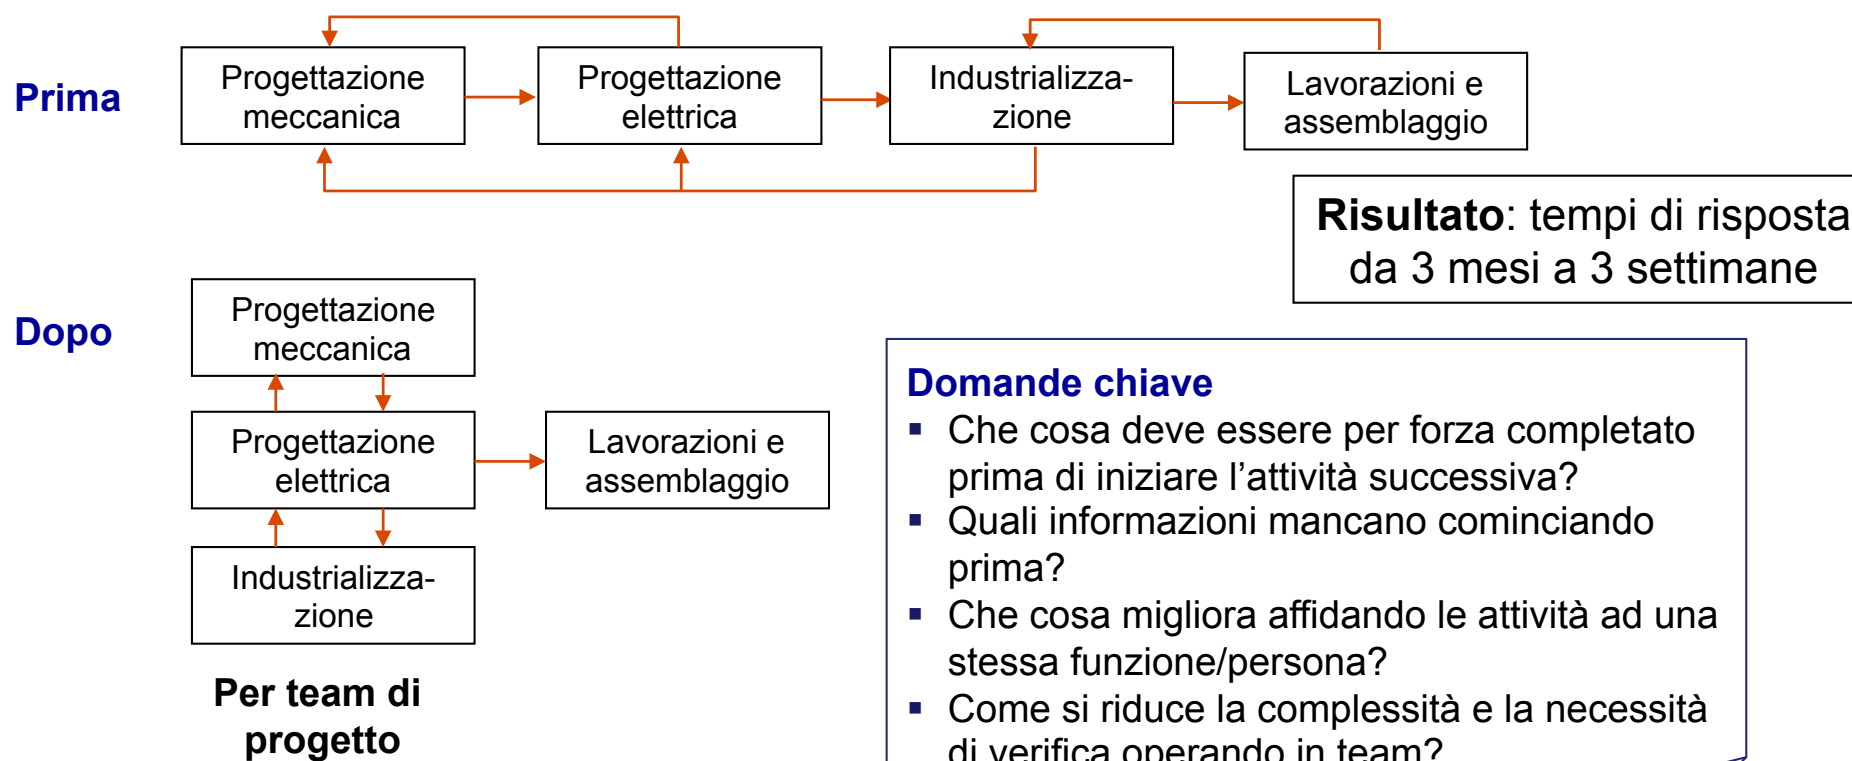 Prima
Progettazione
meccanica
Progettazione
elettrica
Industrializza-
zione
Lavorazioni e
assemblaggio
Risultato: tempi di risposta
da 3 mesi a 3 settimane
Dopo
Progettazione
meccanica
Progettazione
elettrica
Lavorazioni e
assemblaggio
Industrializza-
zione
Per team di
progetto
Domande chiave
▪ Che cosa deve essere per forza completato
prima di iniziare l’attività successiva?
▪ Quali informazioni mancano cominciando
prima?
▪ Che cosa migliora affidando le attività ad una
stessa funzione/persona?
▪ Come si riduce la complessità e la necessità
di verifica operando in team?